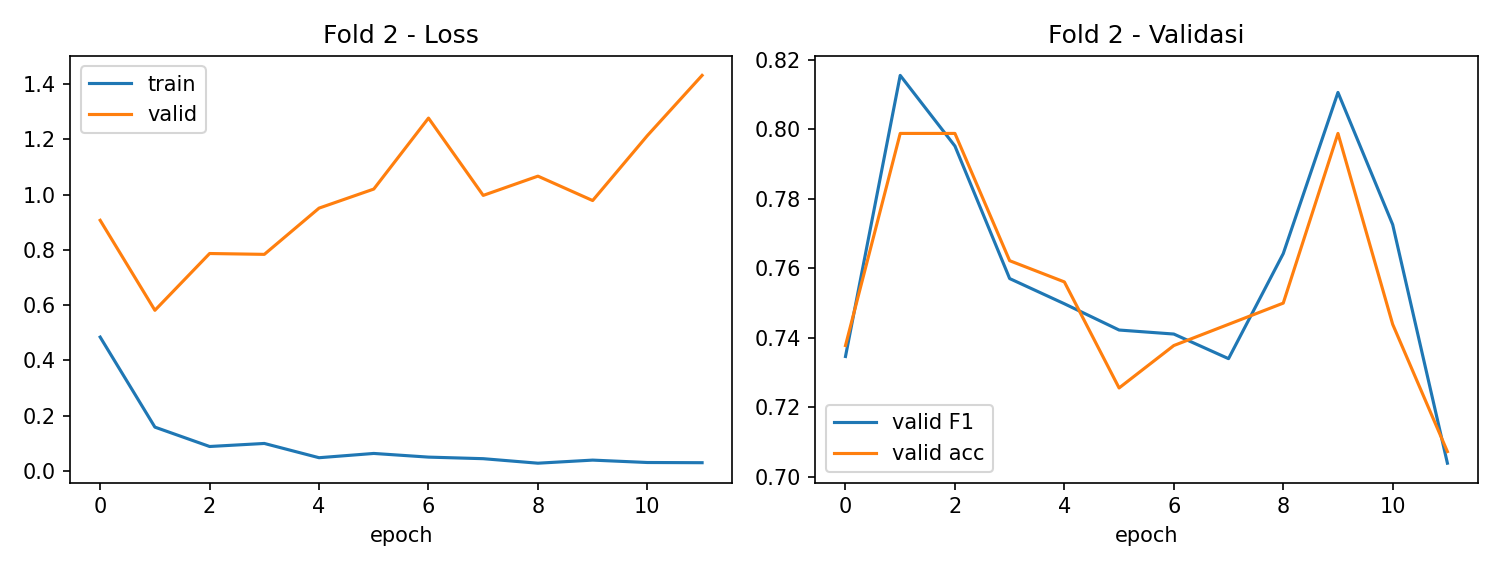 Fold 2 - Loss
1.4
1.2
1.0
0.8
0.6
0.4
0.2
0.0
train
valid
0 2 4 6 8 10
epoch
Fold 2 - Validasi
0.82
0.80
0.78
0.76
0.74
0.72
0.70
valid F1
valid acc
0 2 4 6 8 10
epoch